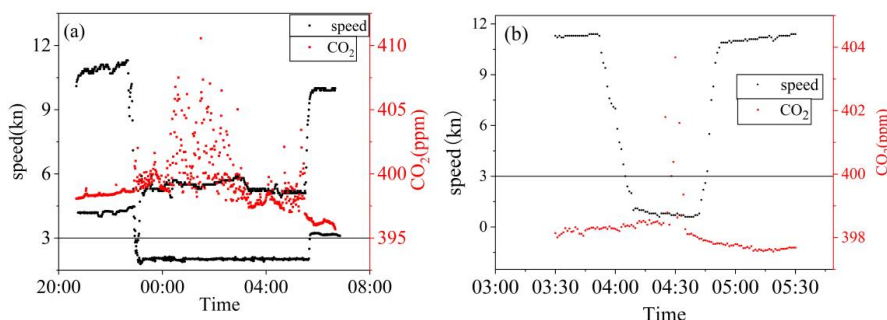 (a)
speed
CO₂
12
9
6
3
speed(kn)
410
405
400
395
CO₂(ppm)
20:00 00:00 04:00 08:00
Time
(b)
speed
CO₂
12
9
6
3
0
speed (kn)
404
402
400
398
CO₂(ppm)
03:00 03:30 04:00 04:30 05:00 05:30
Time